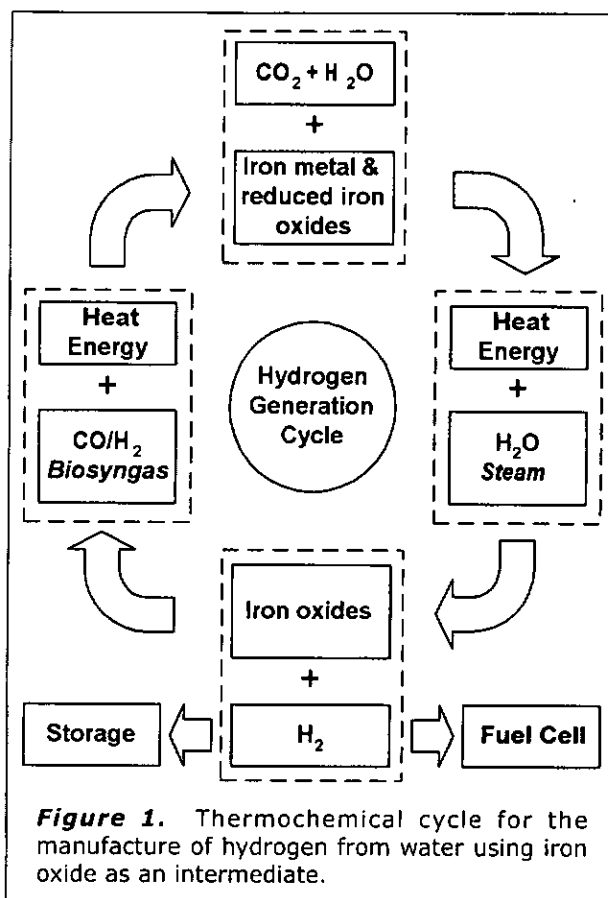 CO₂ + H₂O
+
Iron metal &
reduced iron
oxides
Heat
Energy
+
CO/H₂
Biosyngas
Hydrogen
Generation
Cycle
Heat
Energy
+
H₂O
Steam
Iron oxides
+
H₂
Storage
Fuel Cell
Figure 1. Thermochemical cycle for the
manufacture of hydrogen from water using iron
oxide as an intermediate.